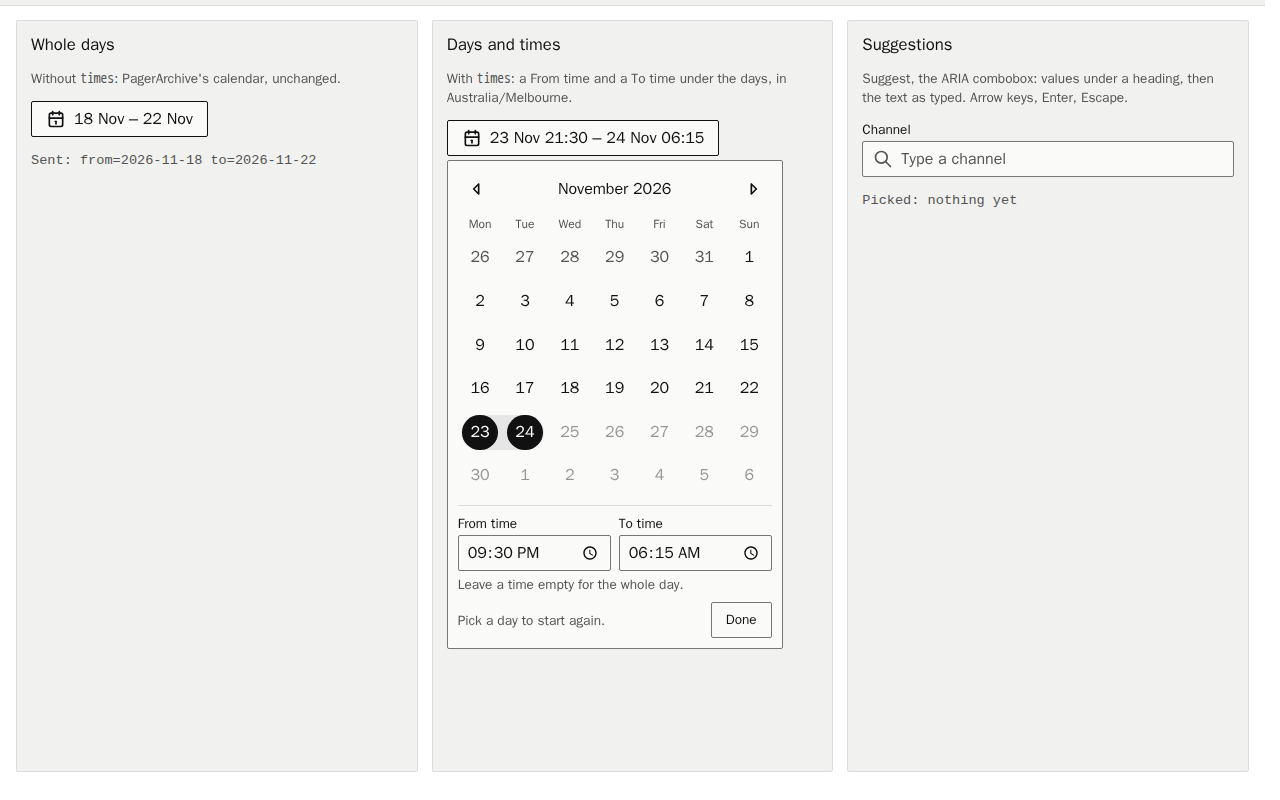 Whole days
Without times: PagerArchive's calendar, unchanged.
18 Nov – 22 Nov
Sent: from=2026-11-18 to=2026-11-22
Days and times
With times: a From time and a To time under the days, in
Australia/Melbourne.
23 Nov 21:30 – 24 Nov 06:15
November 2026
Mon Tue Wed Thu Fri Sat Sun
26 27 28 29 30 31 1
2 3 4 5 6 7 8
9 10 11 12 13 14 15
16 17 18 19 20 21 22
23 24 25 26 27 28 29
30 1 2 3 4 5 6
From time To time
09:30 PM 06:15 AM
Leave a time empty for the whole day.
Pick a day to start again. Done
Suggestions
Suggest, the ARIA combobox: values under a heading, then
the text as typed. Arrow keys, Enter, Escape.
Channel
Type a channel
Picked: nothing yet